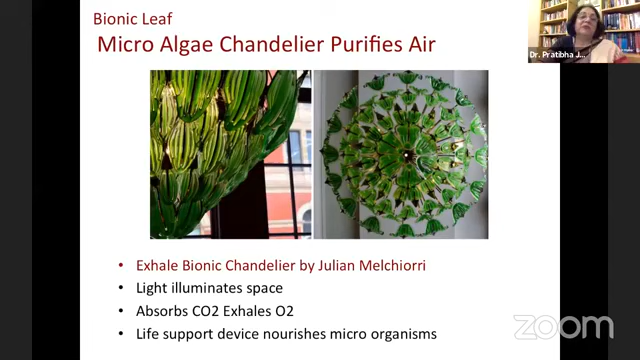 Bionic Leaf
Micro Algae Chandelier Purifies Air
Dr. Pratibha J...
• Exhale Bionic Chandelier by Julian Melchiorri
• Light illuminates space
• Absorbs CO2 Exhales O2
• Life support device nourishes micro organisms
zoom